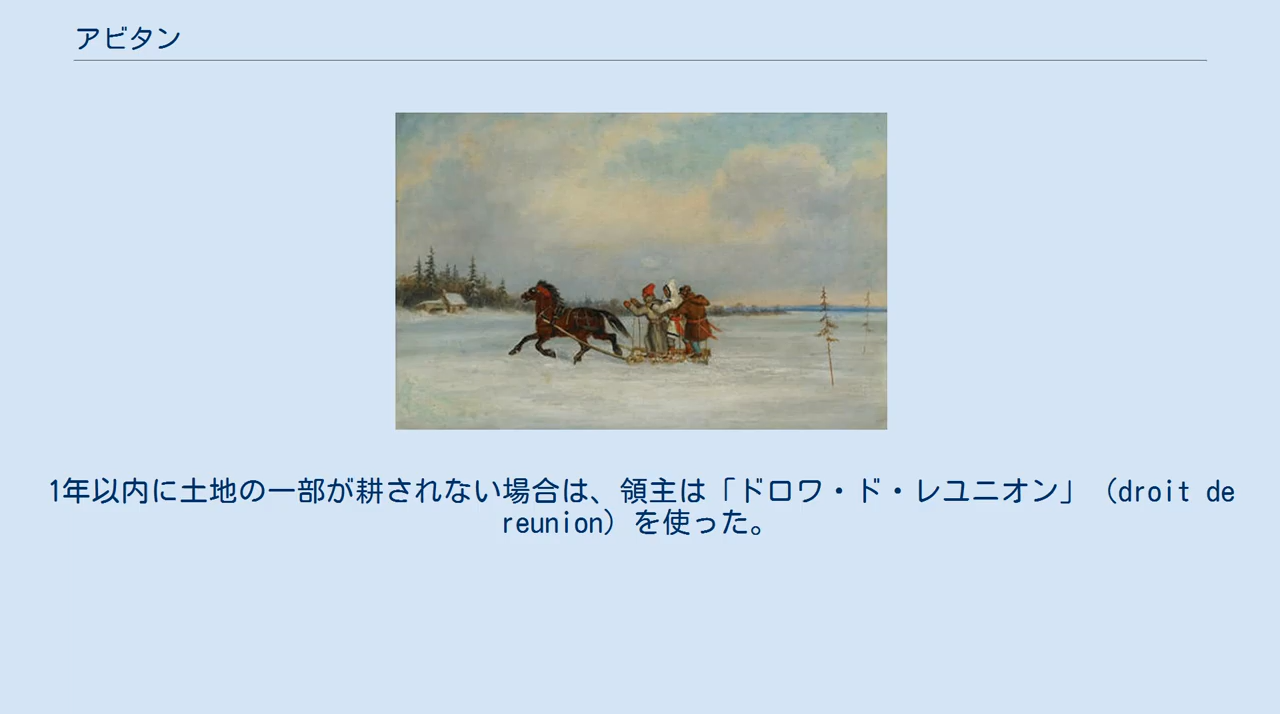 アビタン
1年以内に土地の一部が耕されない場合は、領主は「ドロワ・ド・レユニオン」（droit de
reunion）を使った。